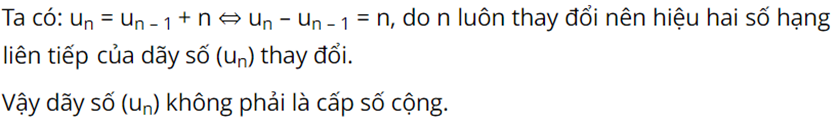 Ta có: uₙ = uₙ ₋ ₁ + n ⇔ uₙ – uₙ ₋ ₁ = n, do n luôn thay đổi nên hiệu hai số hạng
liên tiếp của dãy số (uₙ) thay đổi.
Vậy dãy số (uₙ) không phải là cấp số cộng.